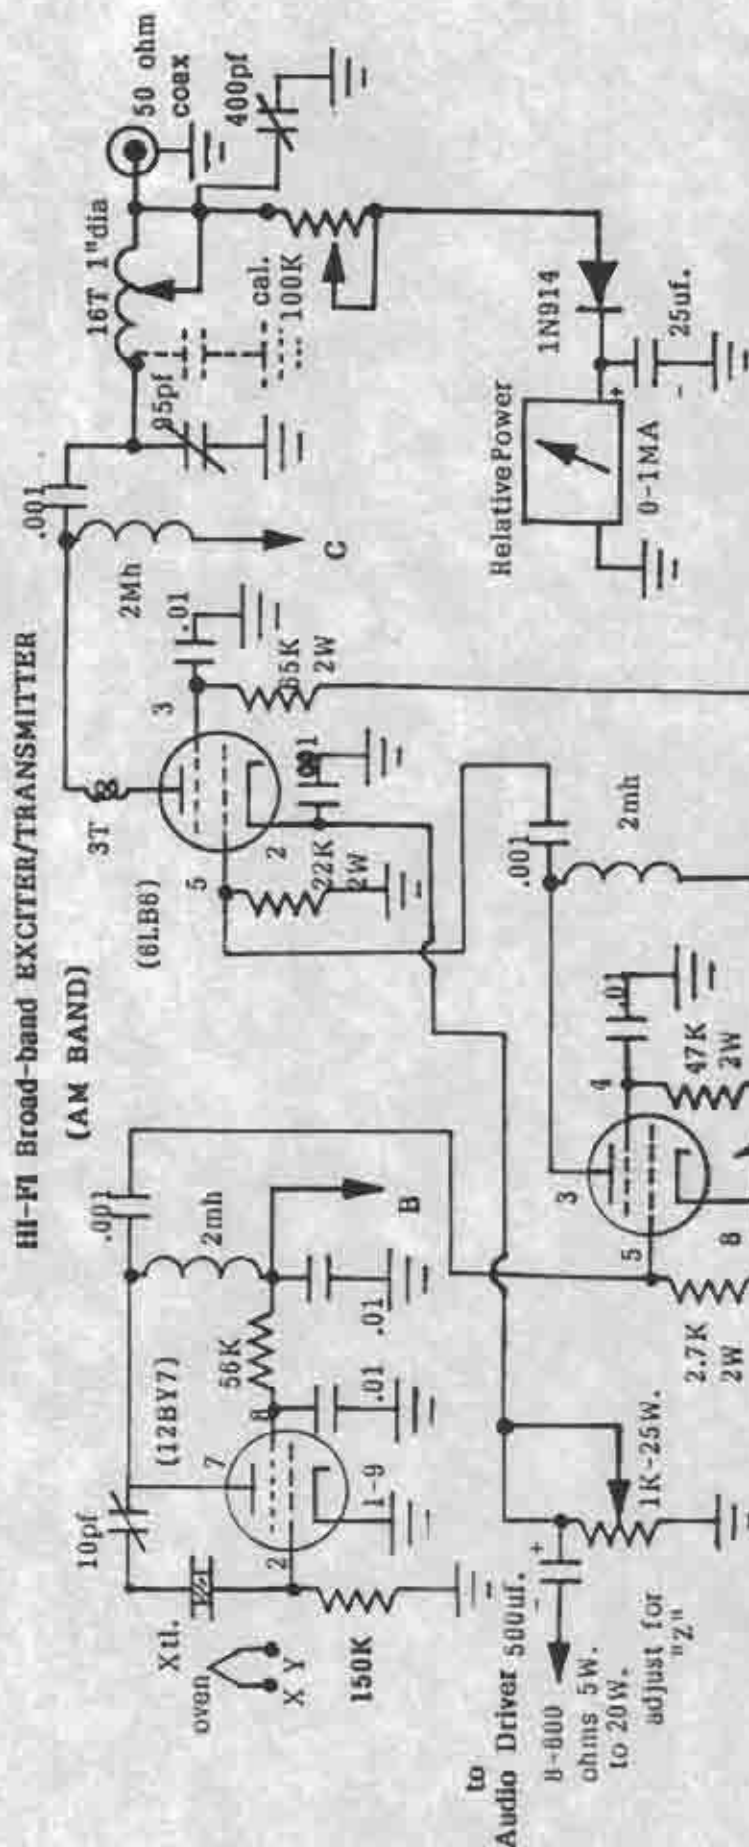 HI-FI Broad-band EXCITER/TRANSMITTER
(AM BAND)
Xtl.
oven
X Y
10pf
(12BY7)
7
2
8
1-9
150K
56K
.01
.01
2mh
.001
B
to
Audio Driver
500uf.
+
-
8-600
ohms 5W.
to 20W.
adjust for
"Z"
1K-25W.
2.7K
2W
5
3
4
8
47K
2W
.01
2mh
.001
(6LB6)
3T
5
2
3
22K
2W
.001
.01
2Mh
C
.001
95pf
16T 1"dia
50 ohm
coax
400pf
cal.
100K
2W
1N914
25uf.
+
-
Relative Power
0-1MA